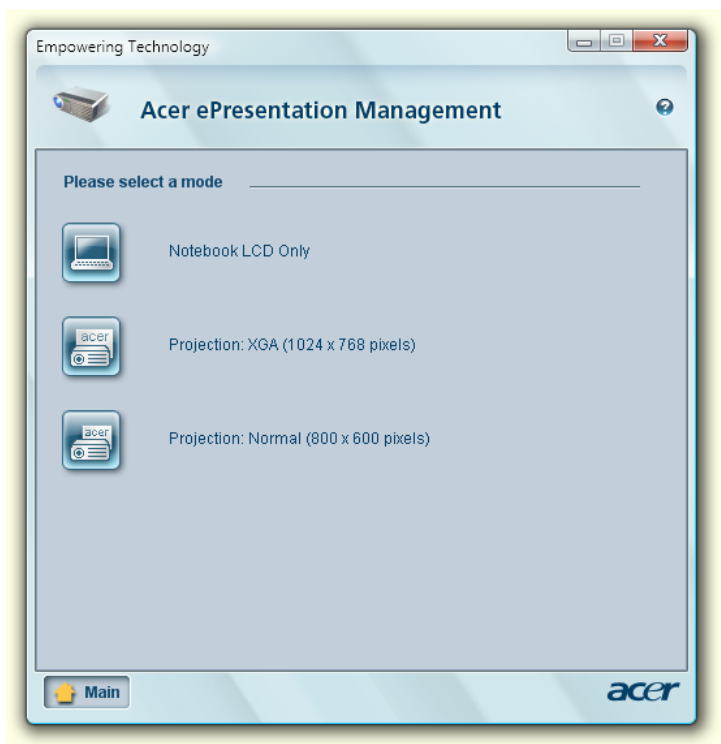 Empowering Technology
Acer ePresentation Management
?
Please select a mode
Notebook LCD Only
acer
Projection: XGA (1024 x 768 pixels)
acer
Projection: Normal (800 x 600 pixels)
Main
acer